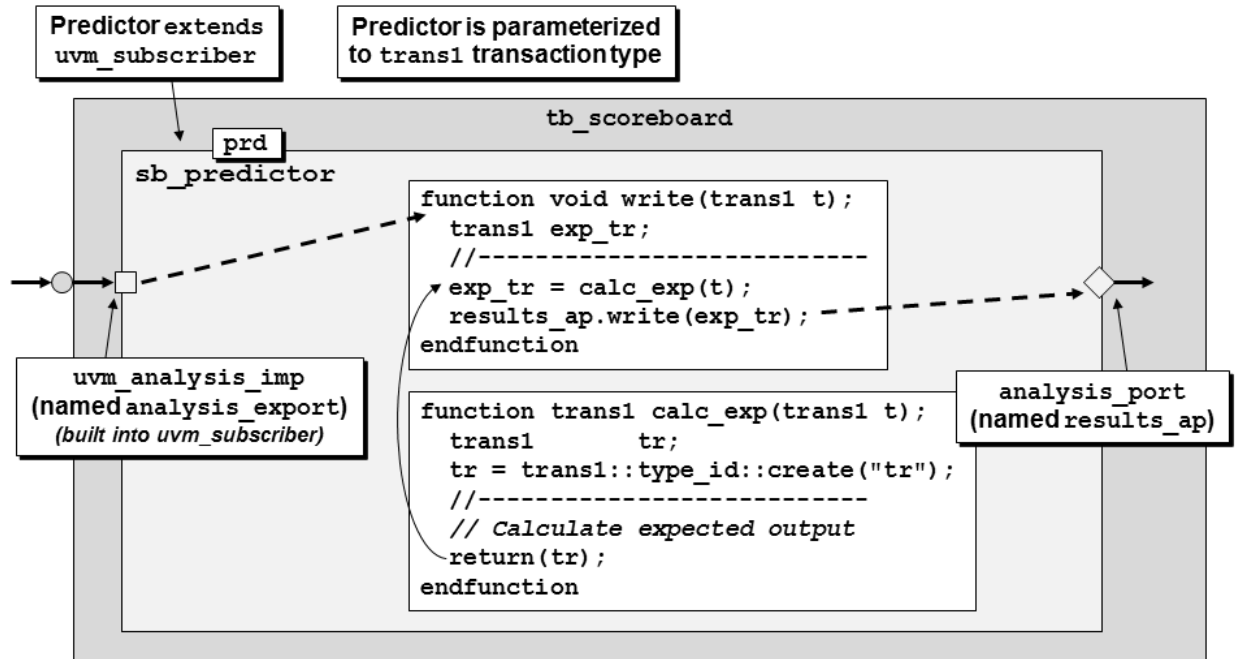 Predictor extends
uvm_subscriber
Predictor is parameterized
to trans1 transaction type
tb_scoreboard
prd
sb_predictor
function void write(trans1 t);
trans1 exp_tr;
//---------------------------
exp_tr = calc_exp(t);
results_ap.write(exp_tr);
endfunction
uvm_analysis_imp
(named analysis_export)
(built into uvm_subscriber)
function trans1 calc_exp(trans1 t);
trans1 tr;
tr = trans1::type_id::create("tr");
//---------------------------
// Calculate expected output
return(tr);
endfunction
analysis_port
(named results_ap)